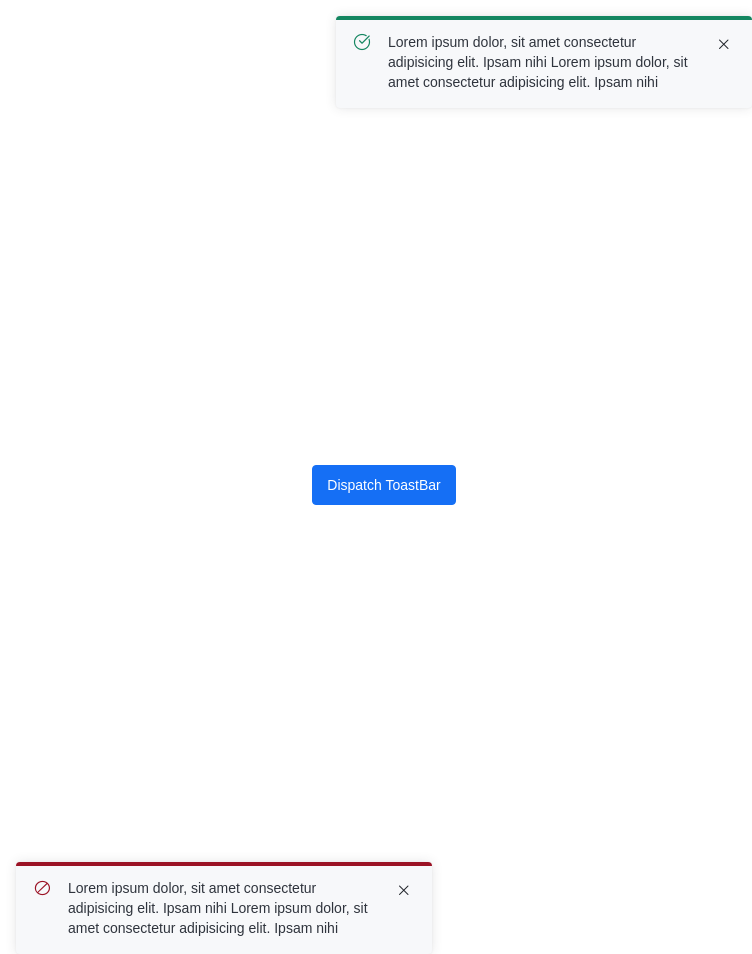 Lorem ipsum dolor, sit amet consectetur
adipisicing elit. Ipsam nihi Lorem ipsum dolor, sit
amet consectetur adipisicing elit. Ipsam nihi
Dispatch ToastBar
Lorem ipsum dolor, sit amet consectetur
adipisicing elit. Ipsam nihi Lorem ipsum dolor, sit
amet consectetur adipisicing elit. Ipsam nihi